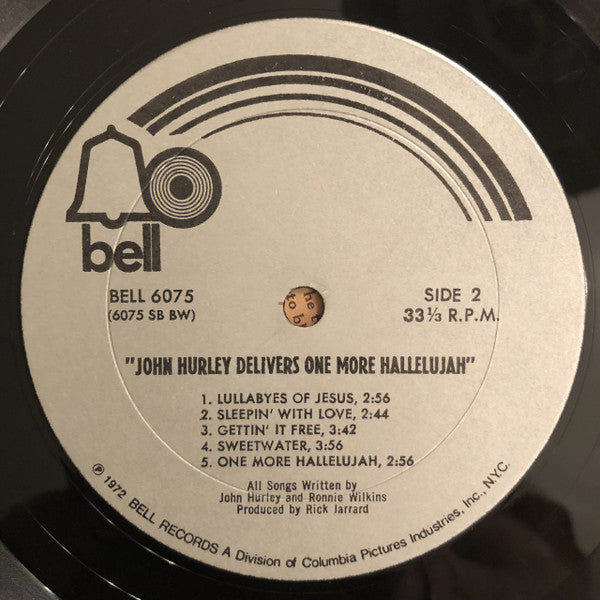 bell
BELL 6075
(6075 SB BW)
SIDE 2
33⅓ R.P.M.
he
to b
"JOHN HURLEY DELIVERS ONE MORE HALLELUJAH"
1. LULLABYES OF JESUS, 2:56
2. SLEEPIN' WITH LOVE, 2:44
3. GETTIN' IT FREE, 3:42
4. SWEETWATER, 3:56
5. ONE MORE HALLELUJAH, 2:56
All Songs Written by
John Hurley and Ronnie Wilkins
Produced by Rick Jarrard
℗ 1972 BELL RECORDS A Division of Columbia Pictures Industries, Inc., N.Y.C.